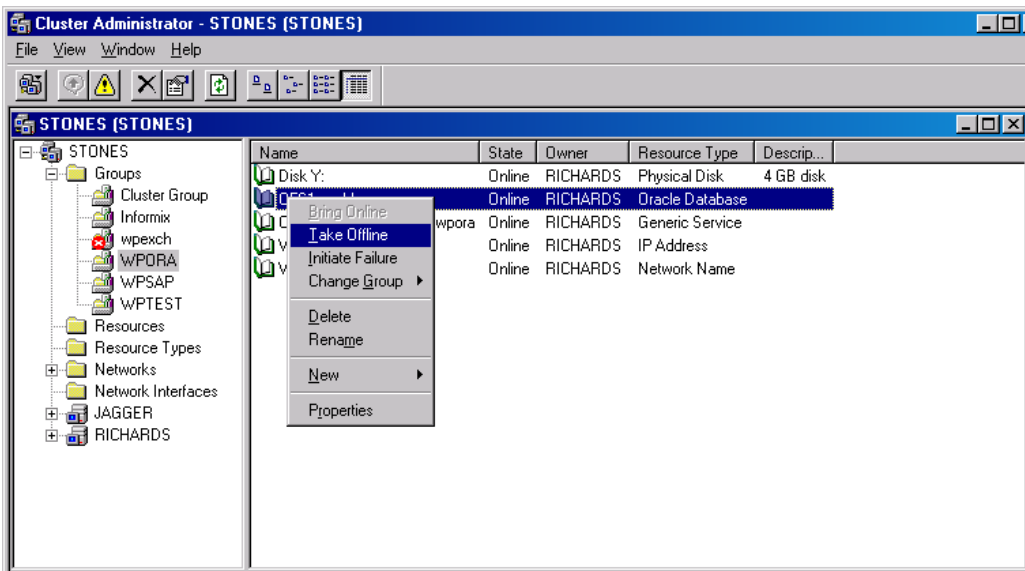 Cluster Administrator - STONES (STONES)
File View Window Help
STONES (STONES)
STONES
Groups
Cluster Group
Informix
wpexch
WPORA
WPSAP
WPTEST
Resources
Resource Types
Networks
Network Interfaces
JAGGER
RICHARDS
Name State Owner Resource Type Descrip...
Disk Y: Online RICHARDS Physical Disk 4 GB disk
Online RICHARDS Oracle Database
wpora Online RICHARDS Generic Service
V Online RICHARDS IP Address
V Online RICHARDS Network Name
Bring Online
Take Offline
Initiate Failure
Change Group
Delete
Rename
New
Properties